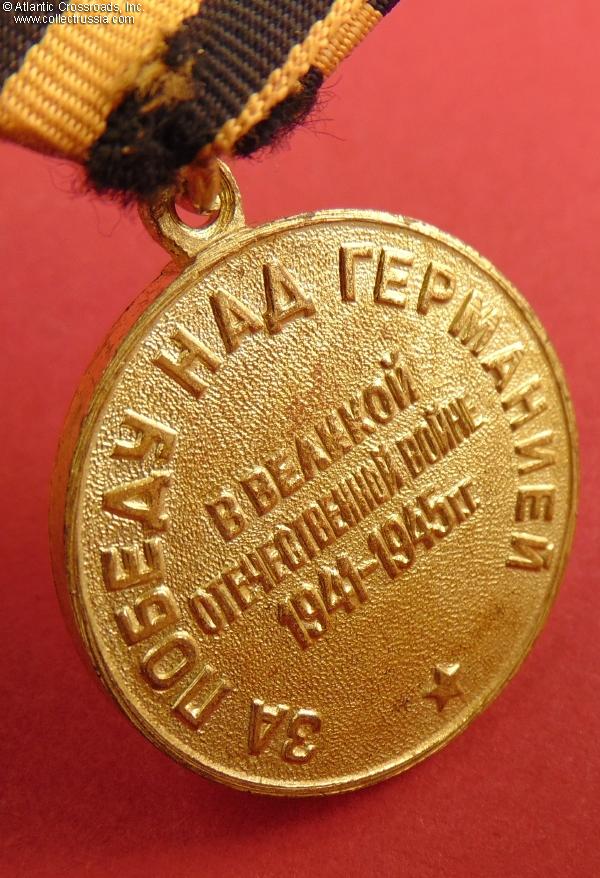 © Atlantic Crossroads, Inc.
www.collectrussia.com
ЗА ПОБЕДУ НАД ГЕРМАНИЕЙ
В ВЕЛИКОЙ
ОТЕЧЕСТВЕННОЙ ВОЙНЕ
1941-1945гг.